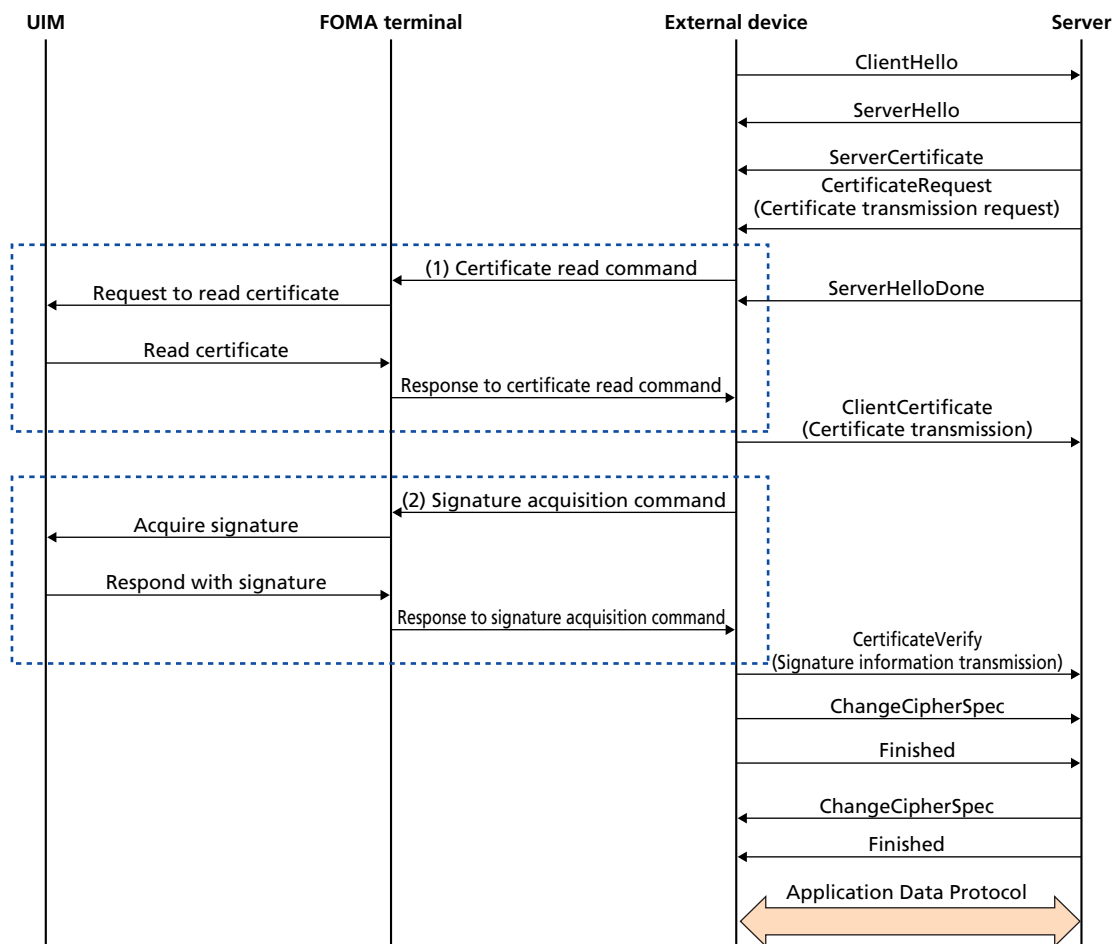 UIM
FOMA terminal
External device
Server
ClientHello
ServerHello
ServerCertificate
CertificateRequest
(Certificate transmission request)
(1) Certificate read command
Request to read certificate
ServerHelloDone
Read certificate
Response to certificate read command
ClientCertificate
(Certificate transmission)
(2) Signature acquisition command
Acquire signature
Respond with signature
Response to signature acquisition command
CertificateVerify
(Signature information transmission)
ChangeCipherSpec
Finished
ChangeCipherSpec
Finished
Application Data Protocol